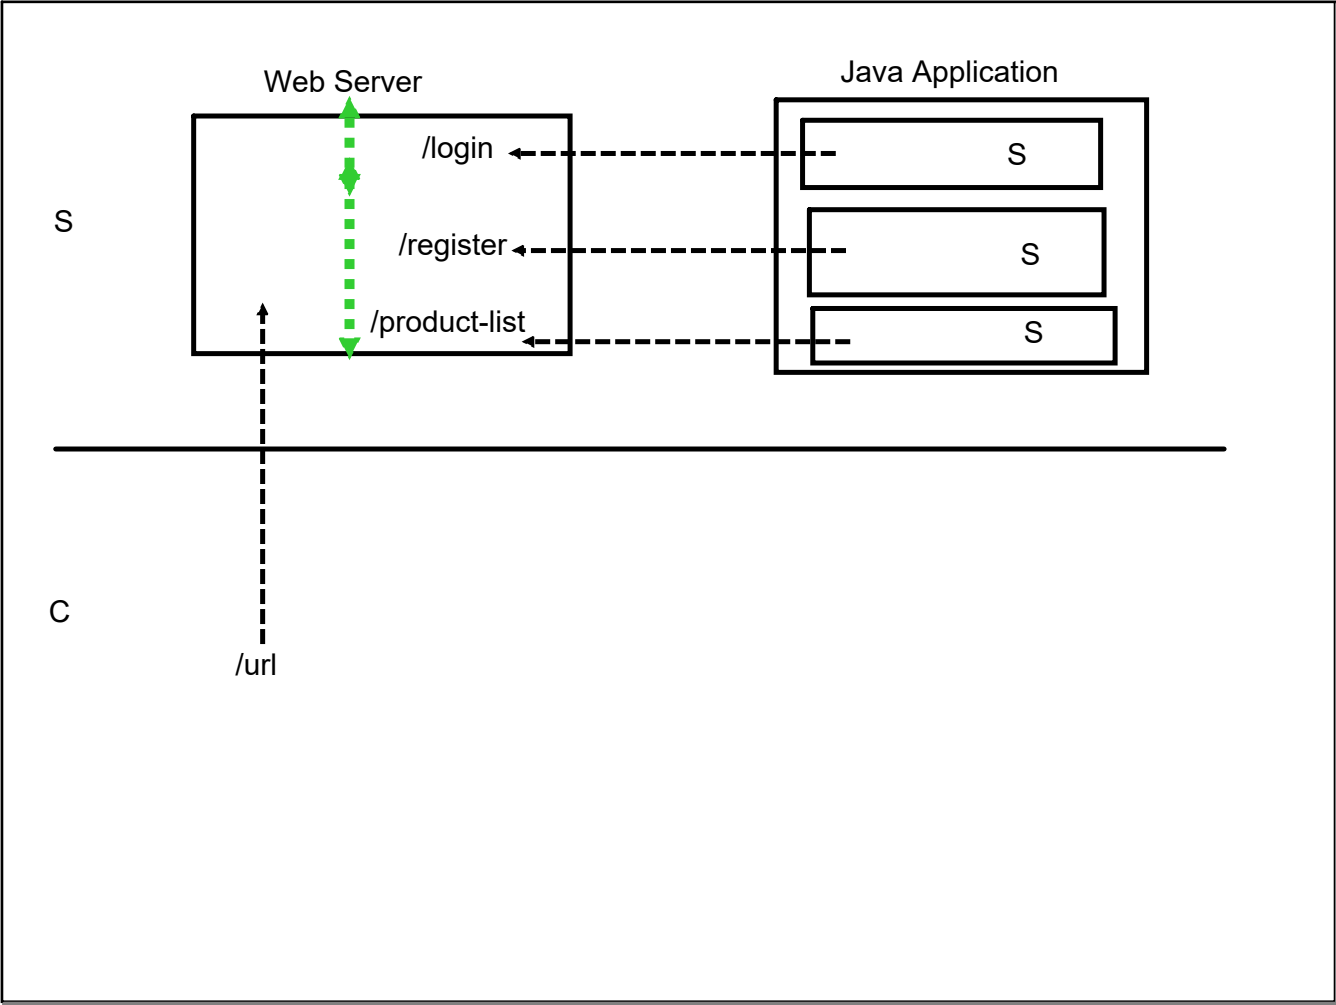 Web Server
Java Application
/login
S
S
/register
S
/product-list
S
C
/url